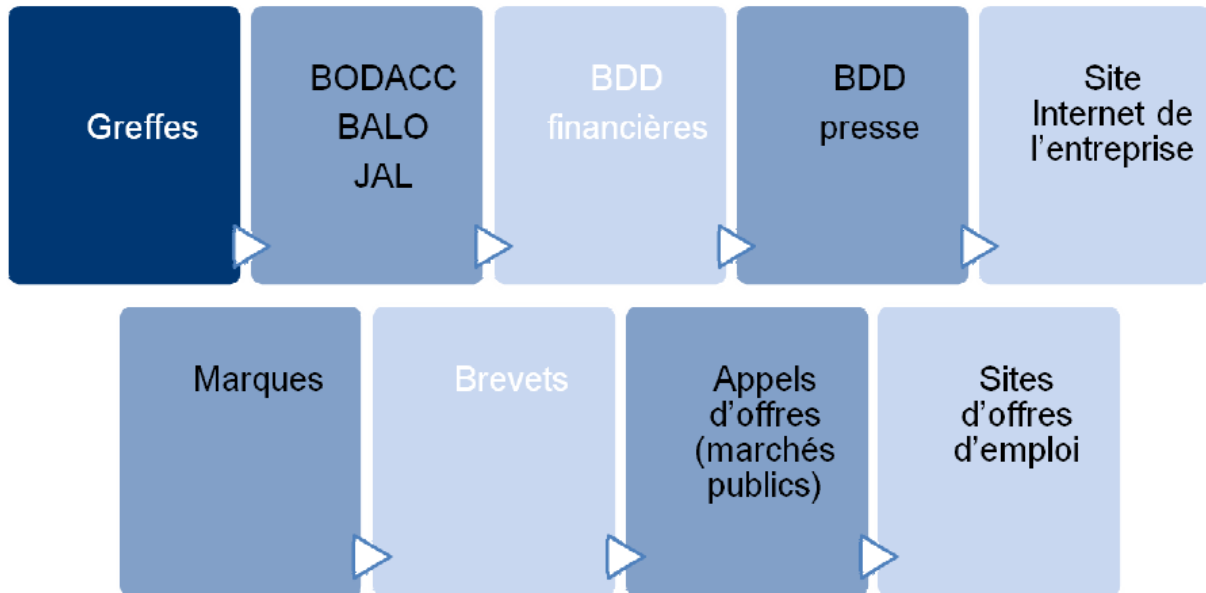 Greffes
BODACC
BALO
JAL
BDD
financières
BDD
presse
Site
Internet de
l'entreprise
Marques
Brevets
Appels
d'offres
(marchés
publics)
Sites
d'offres
d'emploi